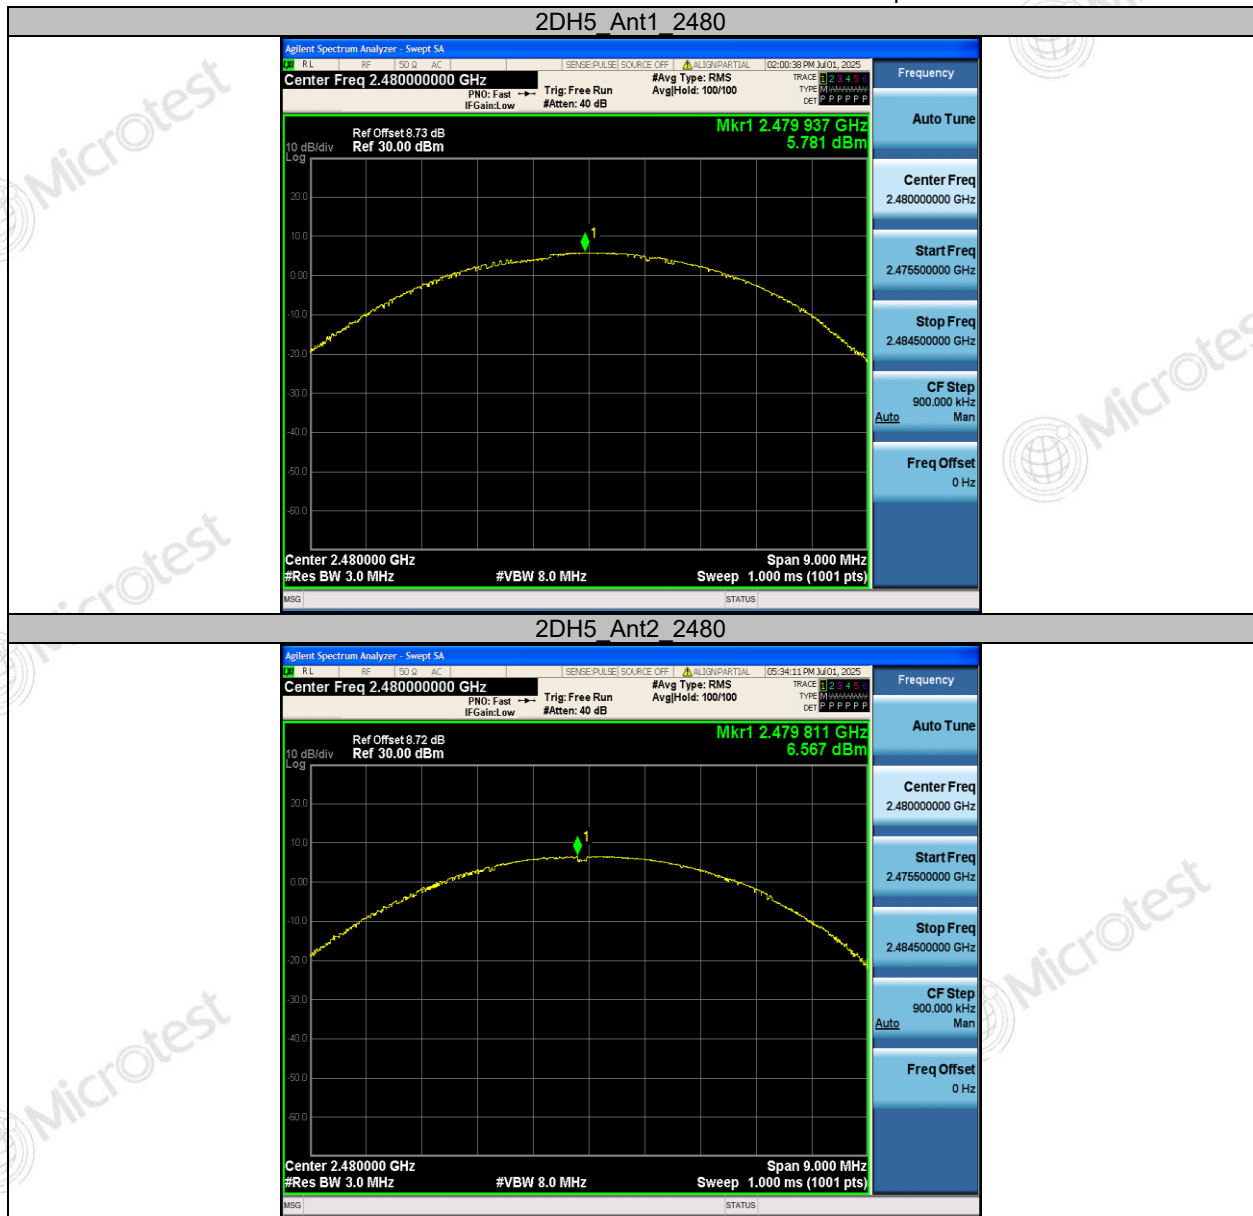 2DH5_Ant1_2480
Agilent Spectrum Analyzer - Swept SA
RL RF 50 Ω AC SENSE:PULSE SOURCE OFF ALIGNPARTIAL 02:00:38 PM Jul 01, 2025
Center Freq 2.480000000 GHz
PNO: Fast
IFGain:Low
Trig: Free Run
#Atten: 40 dB
#Avg Type: RMS
Avg|Hold: 100/100
TRACE 1 2 3 4 5 6
TYPE M
DET P P P P P P
Frequency
Mkr1 2.479 937 GHz
5.781 dBm
Ref Offset 8.73 dB
10 dB/div Ref 30.00 dBm
Log
20.0
10.0
0.00
-10.0
-20.0
-30.0
-40.0
-50.0
-60.0
1
Center 2.480000 GHz Span 9.000 MHz
#Res BW 3.0 MHz #VBW 8.0 MHz Sweep 1.000 ms (1001 pts)
MSG STATUS
Auto Tune
Center Freq
2.480000000 GHz
Start Freq
2.475500000 GHz
Stop Freq
2.484500000 GHz
CF Step
900.000 kHz
Auto Man
Freq Offset
0 Hz
2DH5_Ant2_2480
Agilent Spectrum Analyzer - Swept SA
RL RF 50 Ω AC SENSE:PULSE SOURCE OFF ALIGNPARTIAL 05:34:11 PM Jul 01, 2025
Center Freq 2.480000000 GHz
PNO: Fast
IFGain:Low
Trig: Free Run
#Atten: 40 dB
#Avg Type: RMS
Avg|Hold: 100/100
TRACE 1 2 3 4 5 6
TYPE M
DET P P P P P P
Frequency
Mkr1 2.479 811 GHz
6.567 dBm
Ref Offset 8.72 dB
10 dB/div Ref 30.00 dBm
Log
20.0
10.0
0.00
-10.0
-20.0
-30.0
-40.0
-50.0
-60.0
1
Center 2.480000 GHz Span 9.000 MHz
#Res BW 3.0 MHz #VBW 8.0 MHz Sweep 1.000 ms (1001 pts)
MSG STATUS
Auto Tune
Center Freq
2.480000000 GHz
Start Freq
2.475500000 GHz
Stop Freq
2.484500000 GHz
CF Step
900.000 kHz
Auto Man
Freq Offset
0 Hz
Microtest
Microtest
Microtest
Microtest